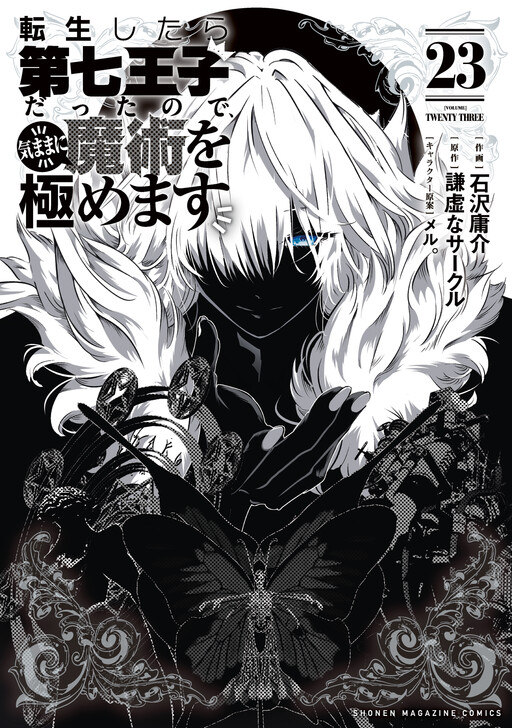 転生したら
第七王子
だったので、
気ままに
魔術を
極めます
23
[VOLUME]
TWENTY THREE
[作画]石沢庸介
[原作]謙虚なサークル
[キャラクター原案]メル。
SHONEN MAGAZINE COMICS